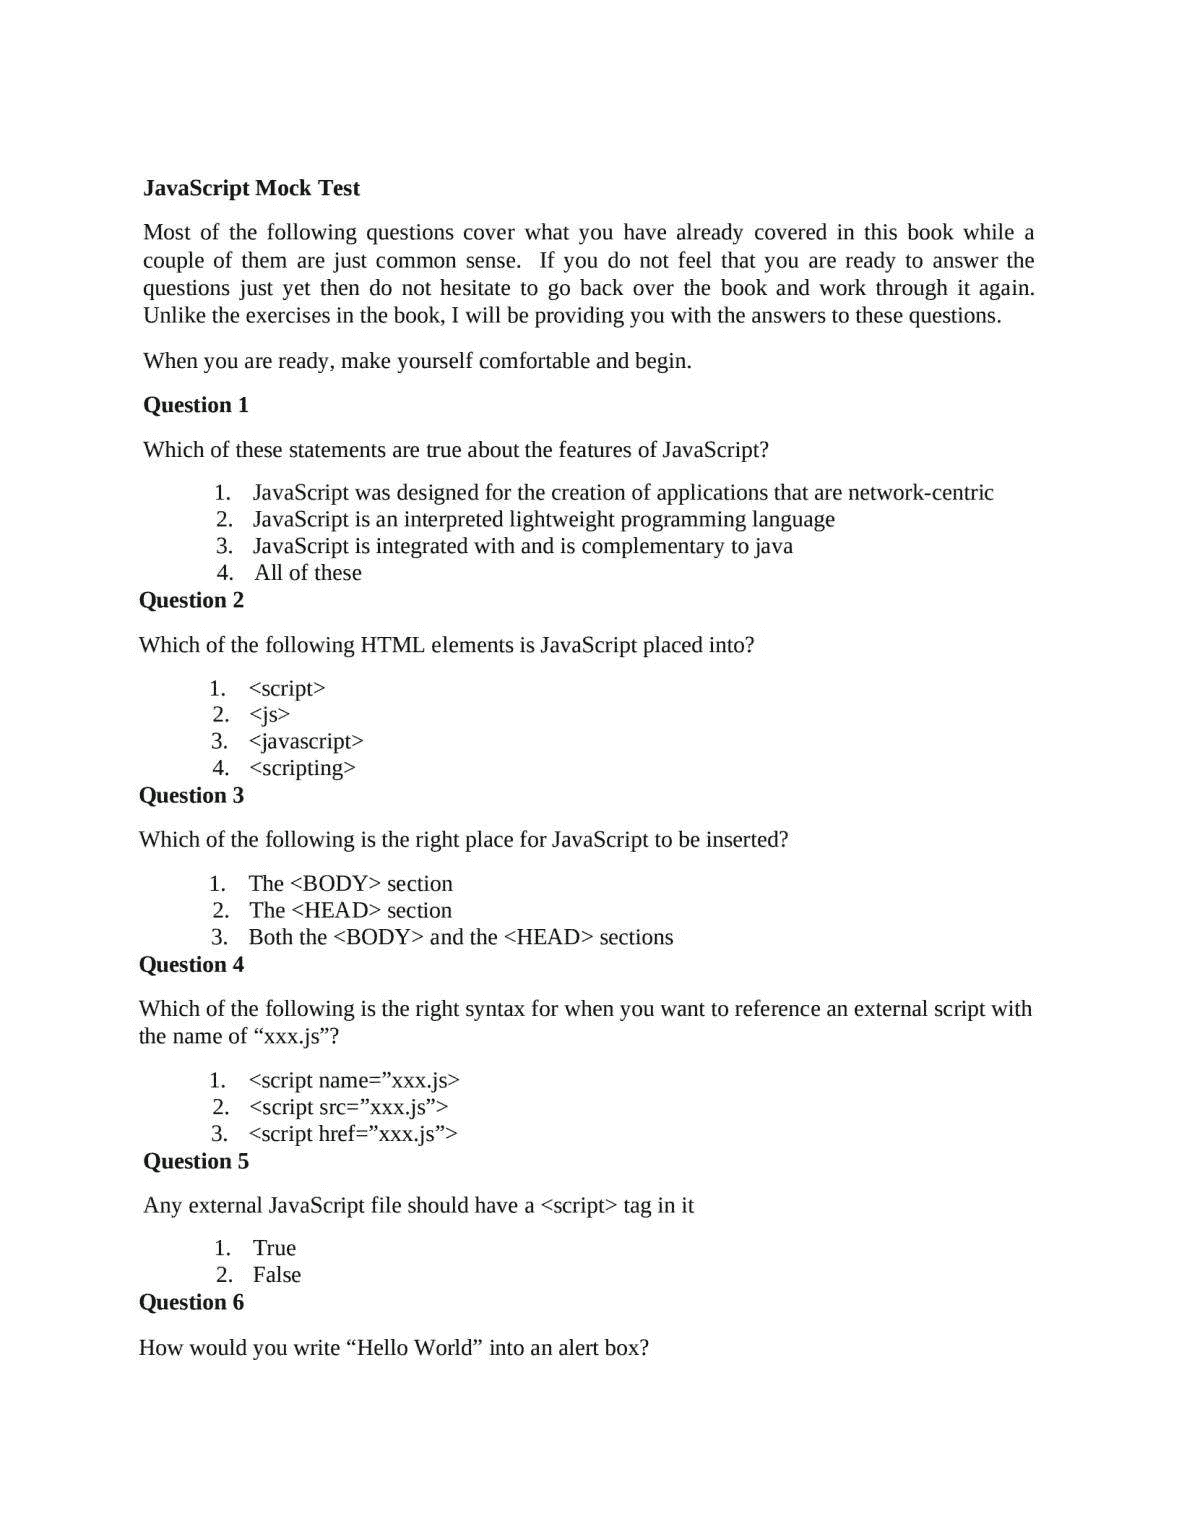 JavaScript Mock Test
Most of the following questions cover what you have already covered in this book while a
couple of them are just common sense.  If you do not feel that you are ready to answer the
questions just yet then do not hesitate to go back over the book and work through it again.
Unlike the exercises in the book, I will be providing you with the answers to these questions.
When you are ready, make yourself comfortable and begin.
Question 1
Which of these statements are true about the features of JavaScript?
1. JavaScript was designed for the creation of applications that are network-centric
2. JavaScript is an interpreted lightweight programming language
3. JavaScript is integrated with and is complementary to java
4. All of these
Question 2
Which of the following HTML elements is JavaScript placed into?
1. <script>
2. <js>
3. <javascript>
4. <scripting>
Question 3
Which of the following is the right place for JavaScript to be inserted?
1. The <BODY> section
2. The <HEAD> section
3. Both the <BODY> and the <HEAD> sections
Question 4
Which of the following is the right syntax for when you want to reference an external script with
the name of “xxx.js”?
1. <script name=”xxx.js>
2. <script src=”xxx.js”>
3. <script href=”xxx.js”>
Question 5
Any external JavaScript file should have a <script> tag in it
1. True
2. False
Question 6
How would you write “Hello World” into an alert box?